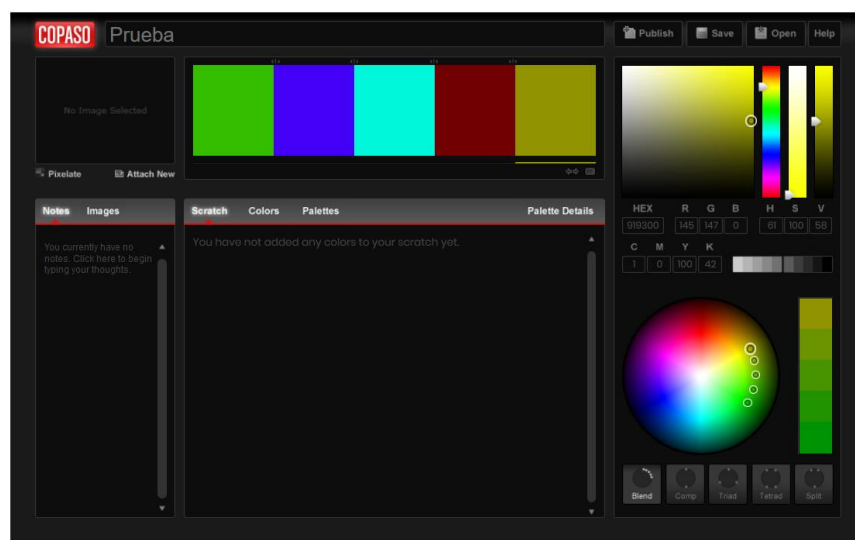 COPASO
Prueba
Publish
Save
Open
Help
No Image Selected
Pixelate
Attach New
Notes
Images
You currently have no
notes. Click here to begin
typing your thoughts.
Scratch
Colors
Palettes
Palette Details
You have not added any colors to your scratch yet.
HEX R G B H S V
919300 145 147 0 61 100 58
C M Y K
1 0 100 42
Blend
Comp
Triad
Tetrad
Split